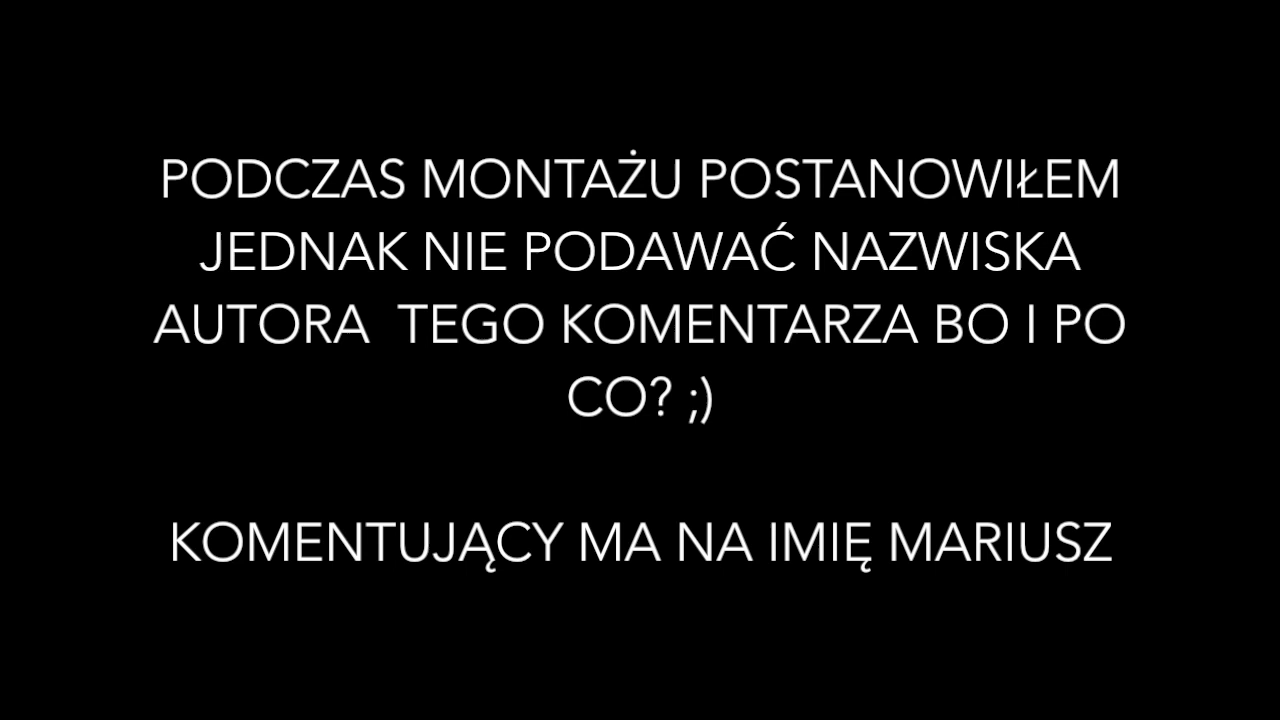 PODCZAS MONTAŻU POSTANOWIŁEM
JEDNAK NIE PODAWAĆ NAZWISKA
AUTORA  TEGO KOMENTARZA BO I PO
CO? ;)
KOMENTUJĄCY MA NA IMIĘ MARIUSZ